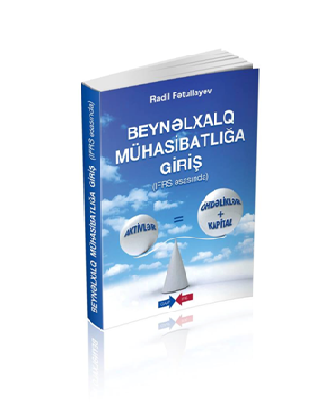 Radil Fətullayev
BEYNƏLXALQ
MÜHASİBATLIĞA
GİRİŞ
(IFRS əsasında)
AKTİVLƏR
=
ÖHDƏLİKLƏR
+
KAPİTAL
BEYNƏLXALQ MÜHASİBATLIĞA GİRİŞ (IFRS əsasında)